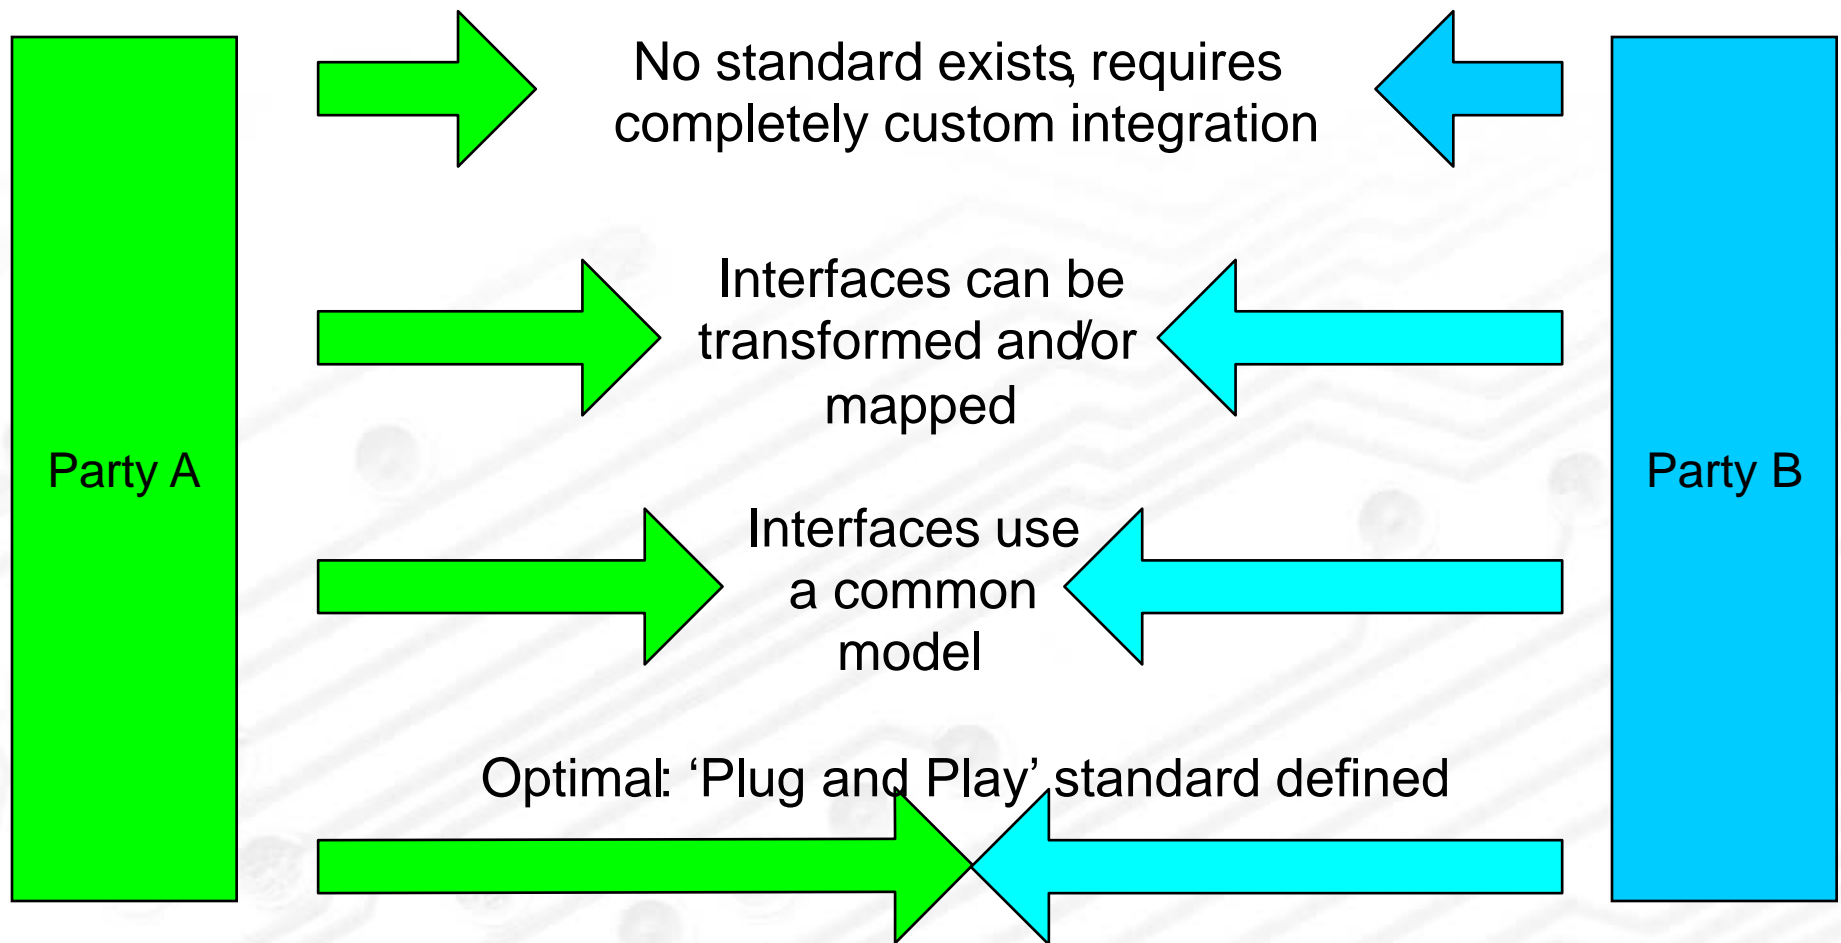 No standard exists, requires
completely custom integration
Interfaces can be
transformed and/or
mapped
Party A
Party B
Interfaces use
a common
model
Optimal: ‘Plug and Play’ standard defined